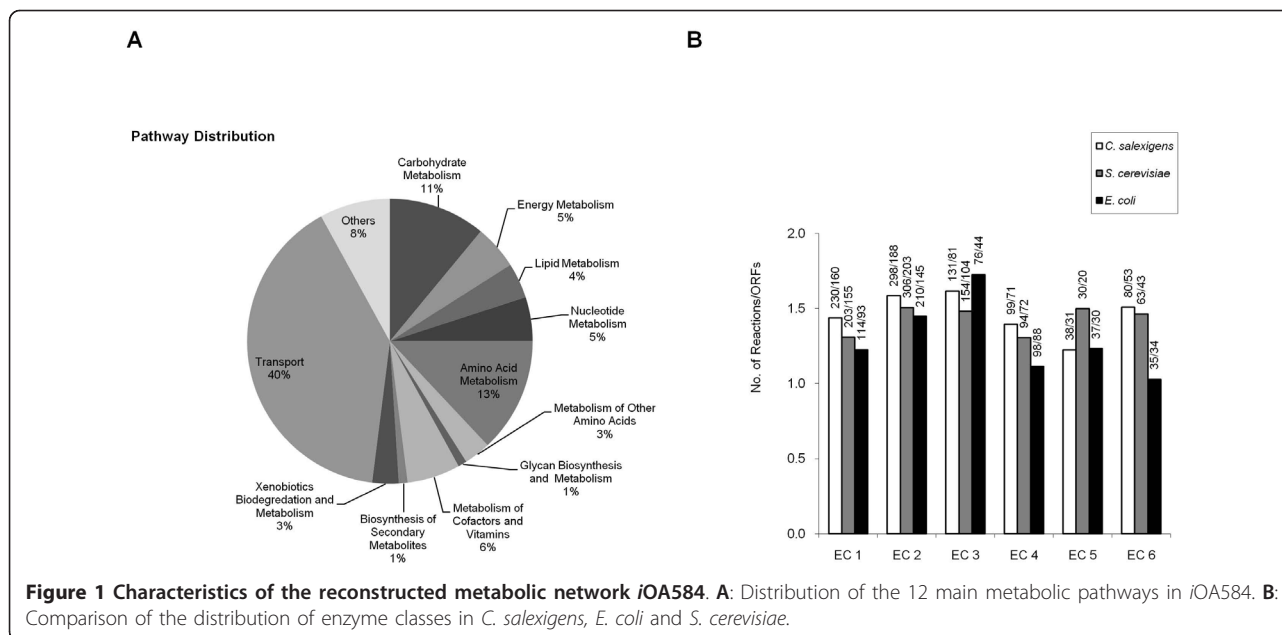 A
B
Pathway Distribution
Carbohydrate
Metabolism
11%
Energy Metabolism
5%
Lipid Metabolism
4%
Nucleotide
Metabolism
5%
Amino Acid
Metabolism
13%
Metabolism of Other
Amino Acids
3%
Glycan Biosynthesis
and Metabolism
1%
Metabolism of
Cofactors and
Vitamins
6%
Biosynthesis of
Secondary
Metabolites
1%
Xenobiotics
Biodegredation and
Metabolism
3%
Transport
40%
Others
8%
C. salexigens
S. cerevisiae
E. coli
No. of Reactions/ORFs
2.0
1.5
1.0
0.5
0.0
230/160
203/155
114/93
298/188
306/203
210/145
131/81
154/104
76/44
99/71
94/72
98/88
38/31
30/20
37/30
80/53
63/43
35/34
EC 1
EC 2
EC 3
EC 4
EC 5
EC 6
Figure 1 Characteristics of the reconstructed metabolic network iOA584. A: Distribution of the 12 main metabolic pathways in iOA584. B:
Comparison of the distribution of enzyme classes in C. salexigens, E. coli and S. cerevisiae.